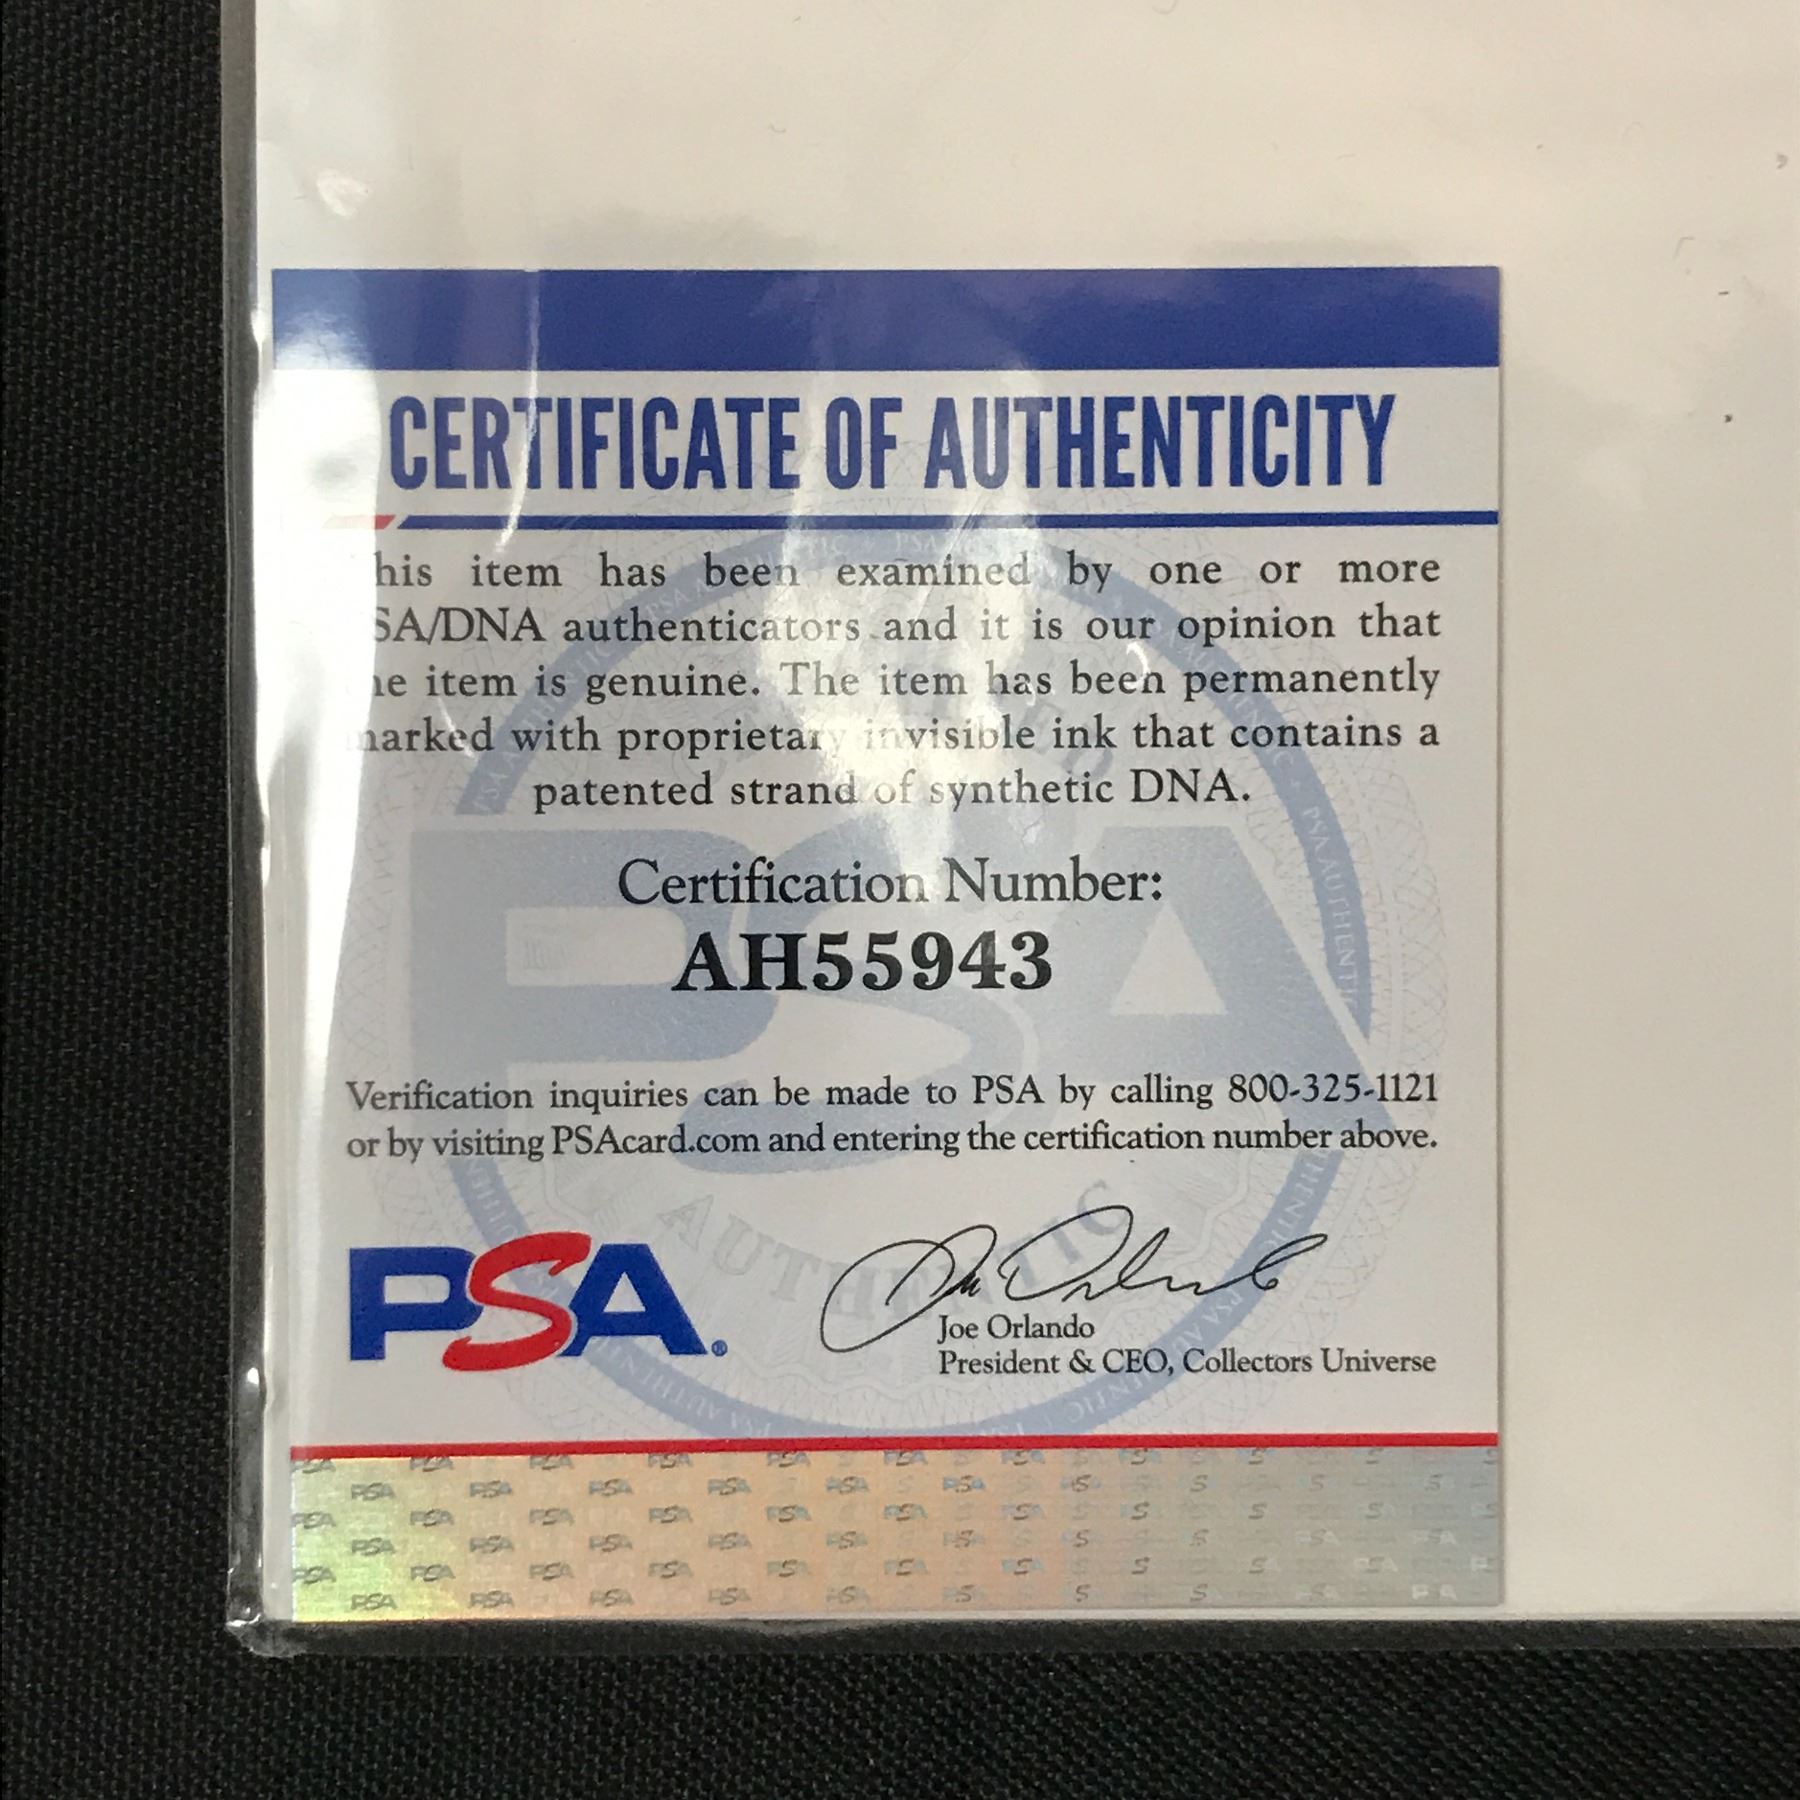 CERTIFICATE OF AUTHENTICITY
his item has been examined by one or more
SA/DNA authenticators and it is our opinion that
e item is genuine. The item has been permanently
marked with proprietary invisible ink that contains a
patented strand of synthetic DNA.
Certification Number:
AH55943
Verification inquiries can be made to PSA by calling 800-325-1121
or by visiting PSAcard.com and entering the certification number above.
PSA®
Joe Orlando
President & CEO, Collectors Universe